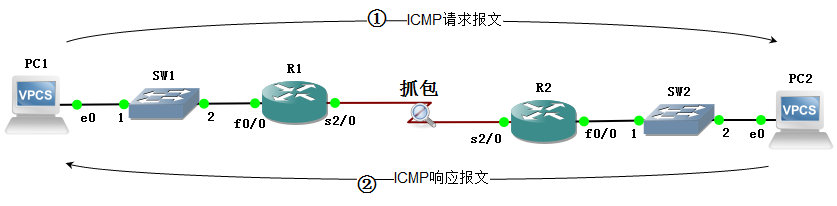 ① ICMP请求报文
PC1
SW1
R1
抓包
R2
SW2
PC2
VPCS
VPCS
e0
1
2
f0/0
s2/0
s2/0
f0/0
1
2
e0
② ICMP响应报文